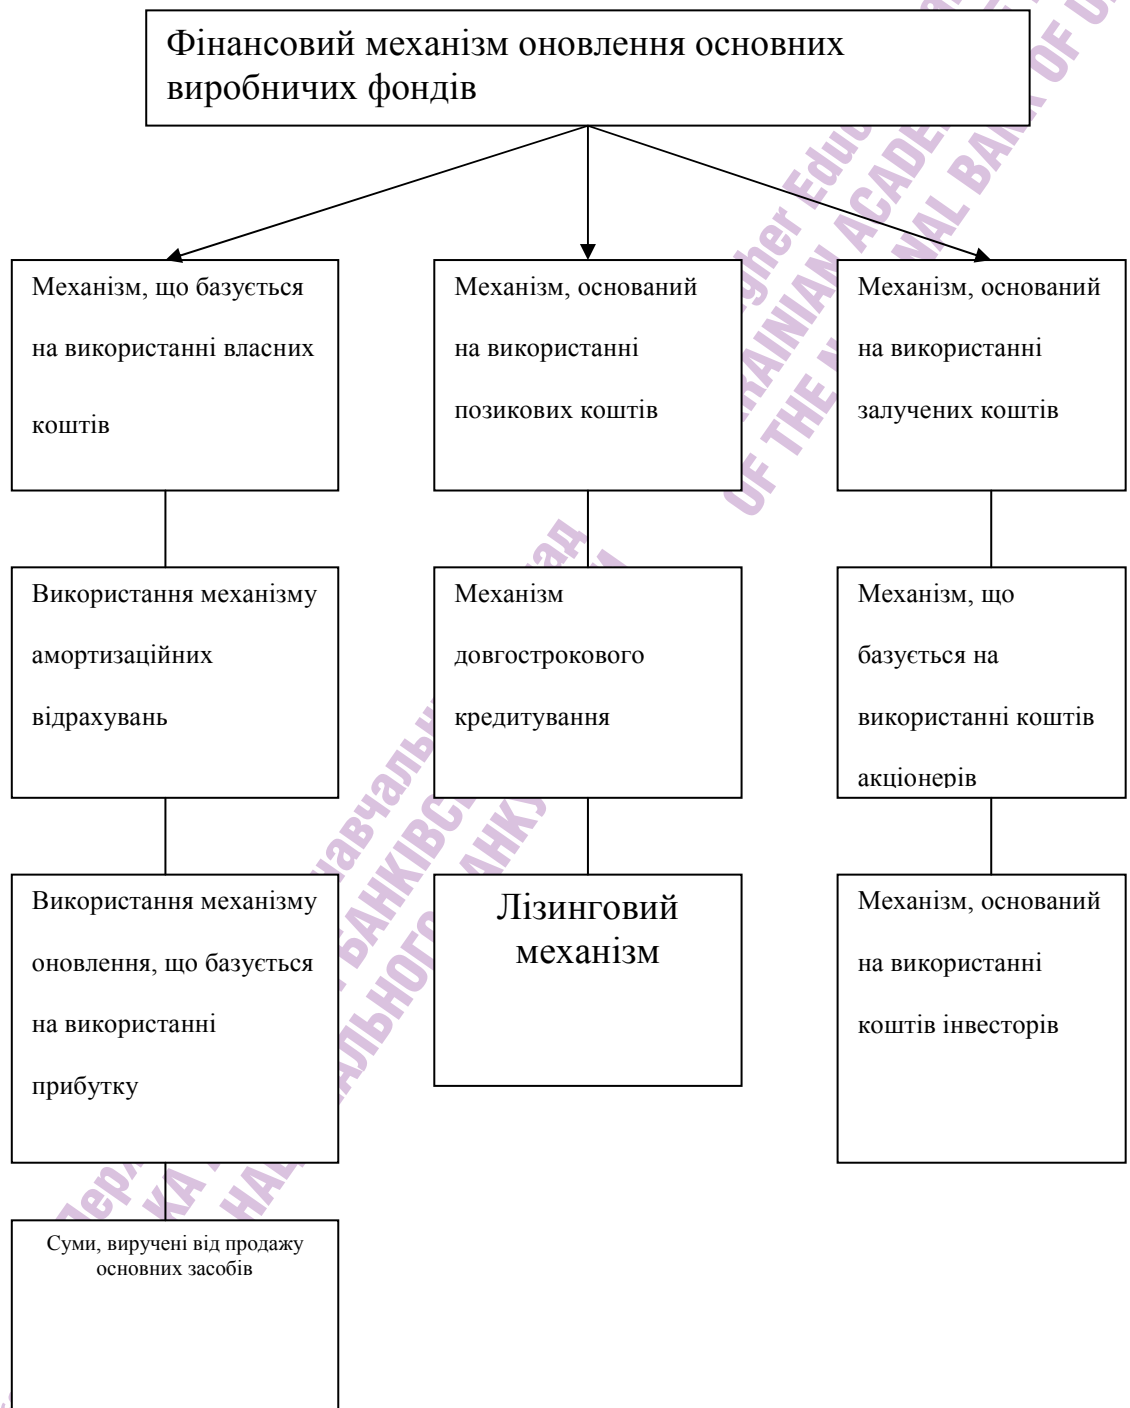 Фінансовий механізм оновлення основних
виробничих фондів
Механізм, що базується
на використанні власних
коштів
Механізм, оснований
на використанні
позикових коштів
Механізм, оснований
на використанні
залучених коштів
Використання механізму
амортизаційних
відрахувань
Механізм
довгострокового
кредитування
Механізм, що
базується на
використанні коштів
акціонерів
Використання механізму
оновлення, що базується
на використанні
прибутку
Лізинговий
механізм
Механізм, оснований
на використанні
коштів інвесторів
Суми, виручені від продажу
основних засобів
OF THE